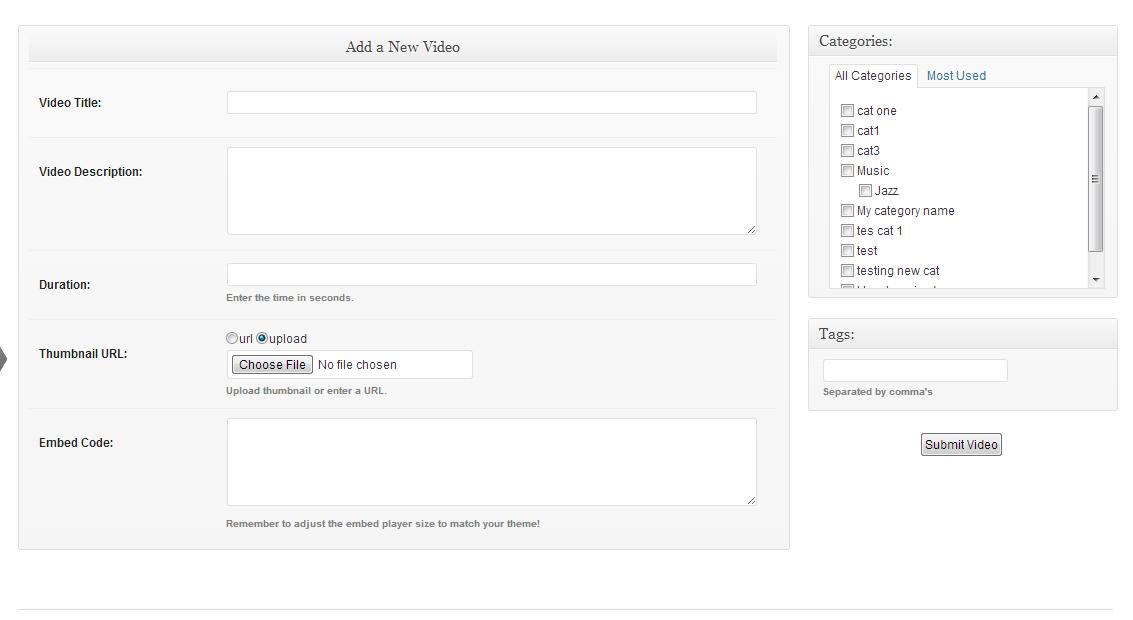 Add a New Video
Video Title:
Video Description:
Duration:
Enter the time in seconds.
Thumbnail URL:
url upload
Choose File No file chosen
Upload thumbnail or enter a URL.
Embed Code:
Remember to adjust the embed player size to match your theme!
Categories:
All Categories Most Used
cat one
cat1
cat3
Music
Jazz
My category name
tes cat 1
test
testing new cat
Tags:
Separated by comma's
Submit Video